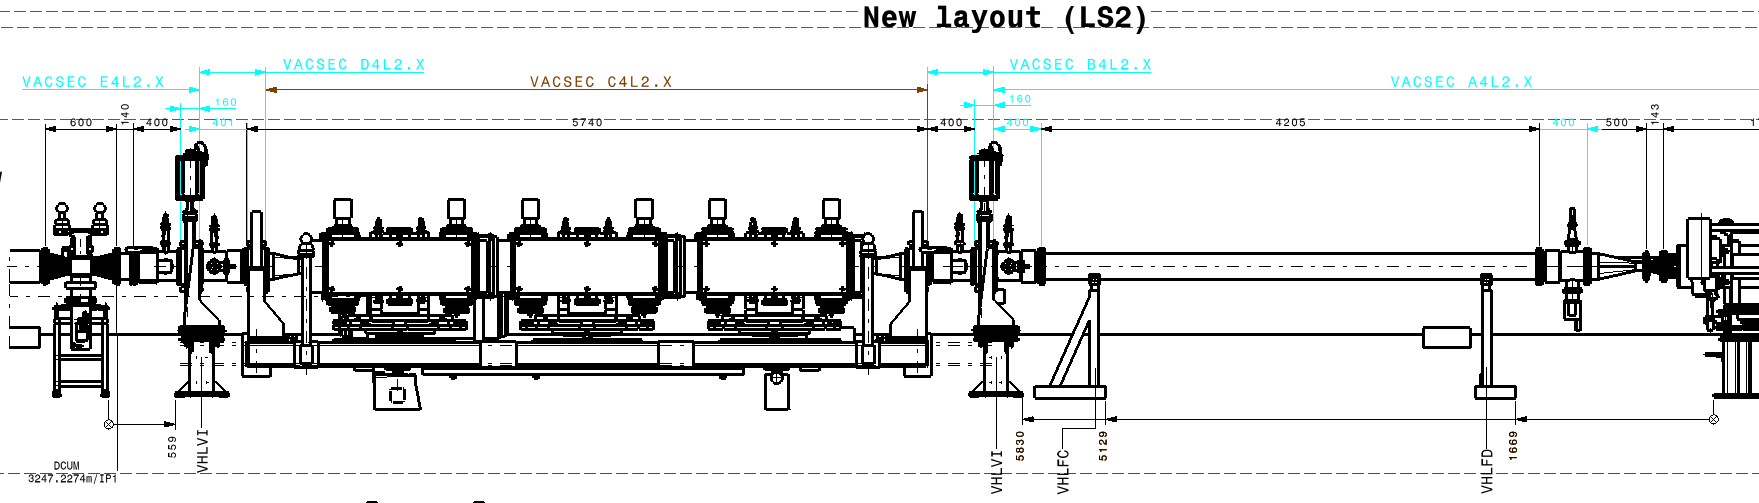 New layout (LS2)
VACSEC D4L2.X
VACSEC B4L2.X
VACSEC E4L2.X
VACSEC C4L2.X
VACSEC A4L2.X
160
160
140
143
600
400
401
5740
400
400
4205
400
500
559
VHLVI
VHLVI
5830
VHLFC
5129
VHLFD
1669
DCUM
3247.2274m/IP1